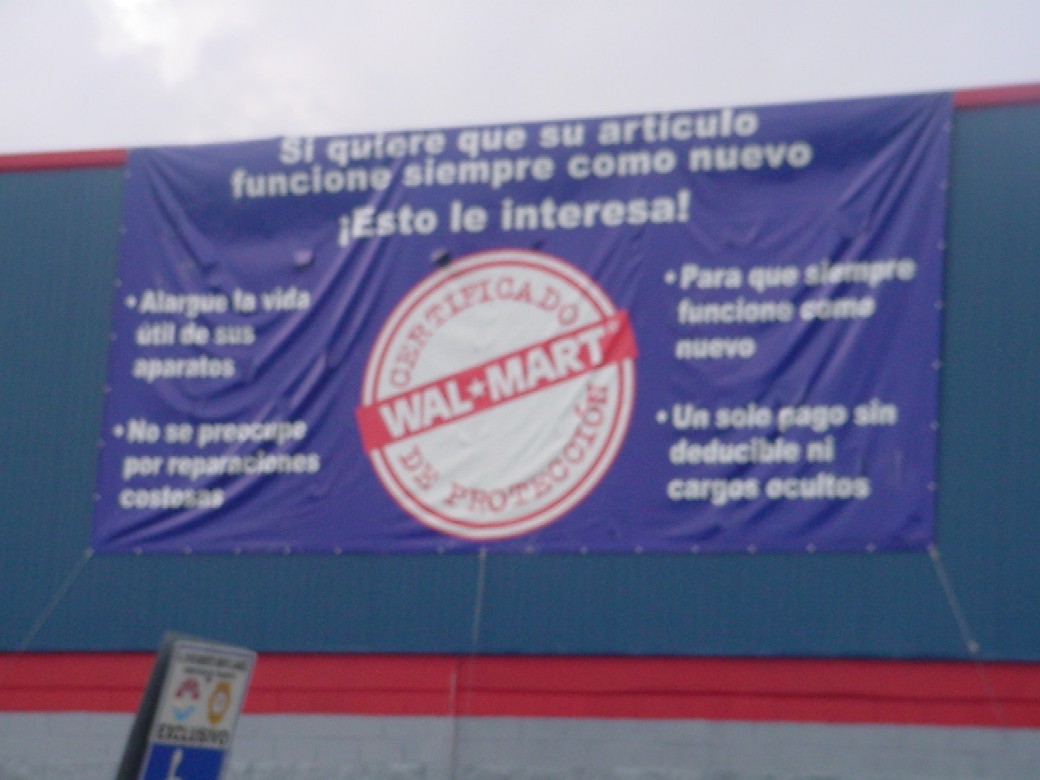 Si quiere que su artículo
funcione siempre como nuevo
¡Esto le interesa!
• Alargue la vida
útil de sus
aparatos
• No se preocupe
por reparaciones
costosas
CERTIFICADO
WAL★MART
DE PROTECCIÓN
• Para que siempre
funcione como
nuevo
• Un solo pago sin
deducible ni
cargos ocultos
EXCLUSIVO